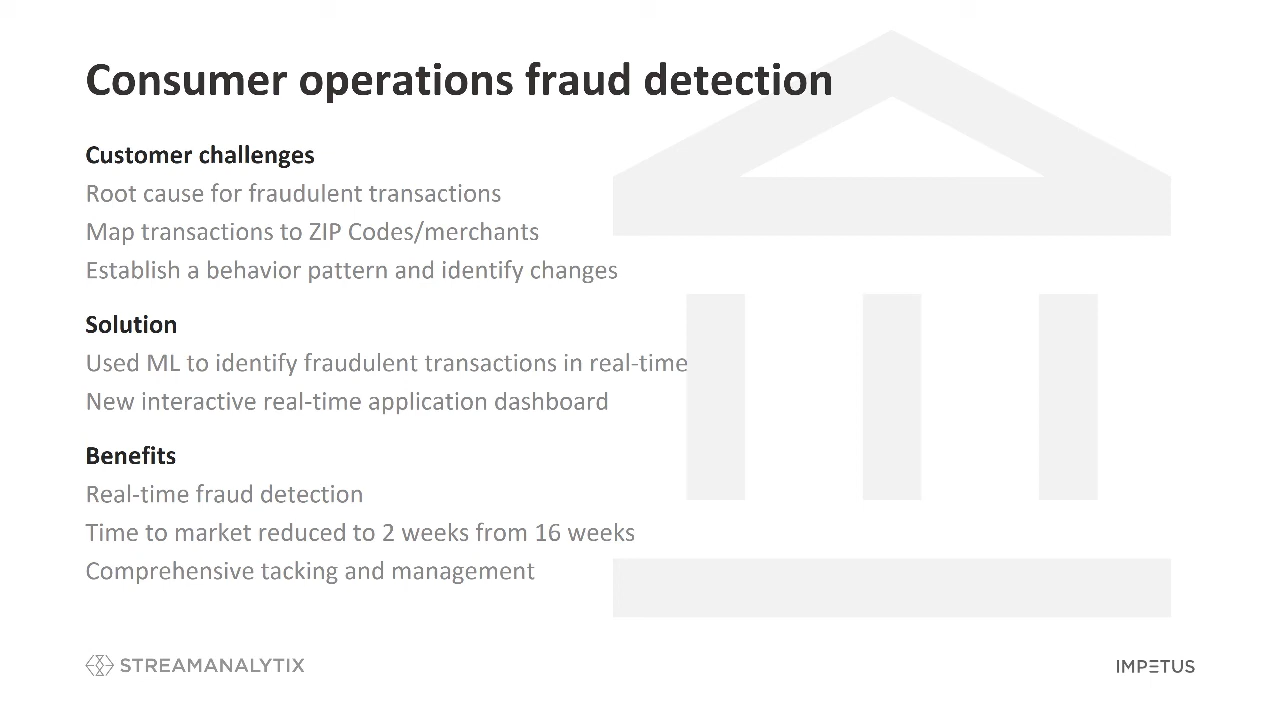 Consumer operations fraud detection
Customer challenges
Root cause for fraudulent transactions
Map transactions to ZIP Codes/merchants
Establish a behavior pattern and identify changes
Solution
Used ML to identify fraudulent transactions in real-time
New interactive real-time application dashboard
Benefits
Real-time fraud detection
Time to market reduced to 2 weeks from 16 weeks
Comprehensive tacking and management
STREAMANALYTIX
IMPETUS